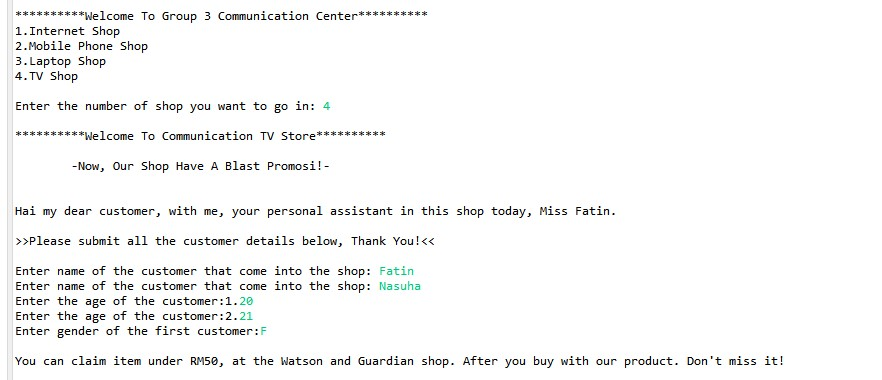 **********Welcome To Group 3 Communication Center**********
1.Internet Shop
2.Mobile Phone Shop
3.Laptop Shop
4.TV Shop
Enter the number of shop you want to go in: 4
**********Welcome To Communication TV Store**********
-Now, Our Shop Have A Blast Promosi!-
Hai my dear customer, with me, your personal assistant in this shop today, Miss Fatin.
>>Please submit all the customer details below, Thank You!<<
Enter name of the customer that come into the shop: Fatin
Enter name of the customer that come into the shop: Nasuha
Enter the age of the customer:1.20
Enter the age of the customer:2.21
Enter gender of the first customer:F
You can claim item under RM50, at the Watson and Guardian shop. After you buy with our product. Don't miss it!